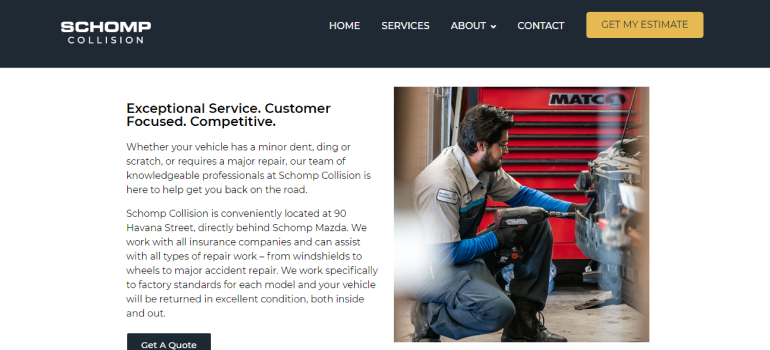 SCHOMP
COLLISION
HOME
SERVICES
ABOUT
CONTACT
GET MY ESTIMATE
Exceptional Service. Customer
Focused. Competitive.
Whether your vehicle has a minor dent, ding or
scratch, or requires a major repair, our team of
knowledgeable professionals at Schomp Collision is
here to help get you back on the road.
Schomp Collision is conveniently located at 90
Havana Street, directly behind Schomp Mazda. We
work with all insurance companies and can assist
with all types of repair work – from windshields to
wheels to major accident repair. We work specifically
to factory standards for each model and your vehicle
will be returned in excellent condition, both inside
and out.
Get A Quote
MATCO